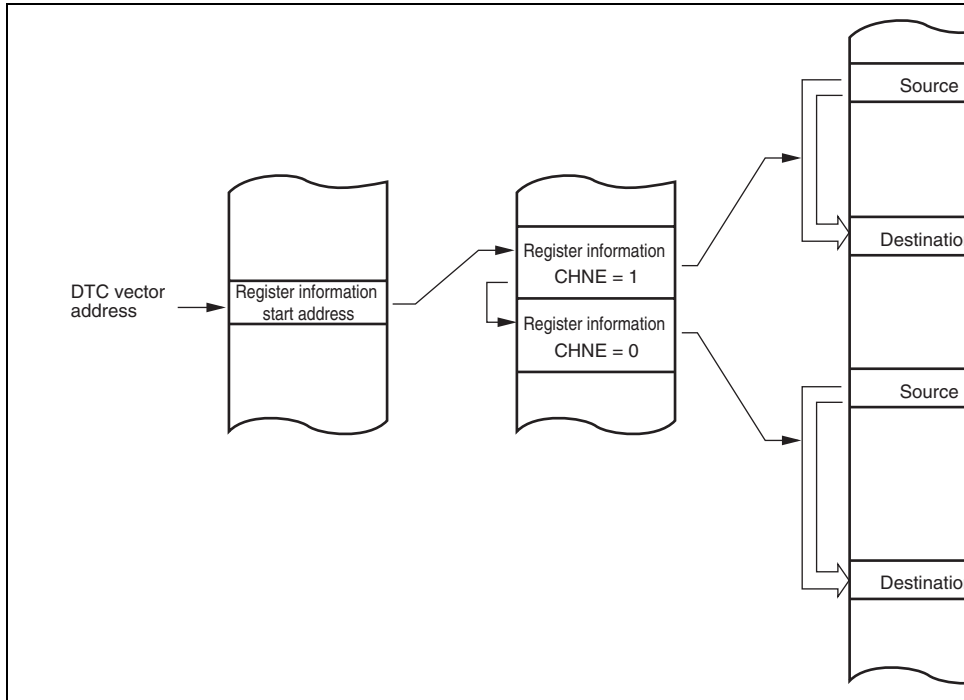 DTC vector
address
Register information
start address
Register information
CHNE = 1
Register information
CHNE = 0
Source
Destinatio
Source
Destinatio